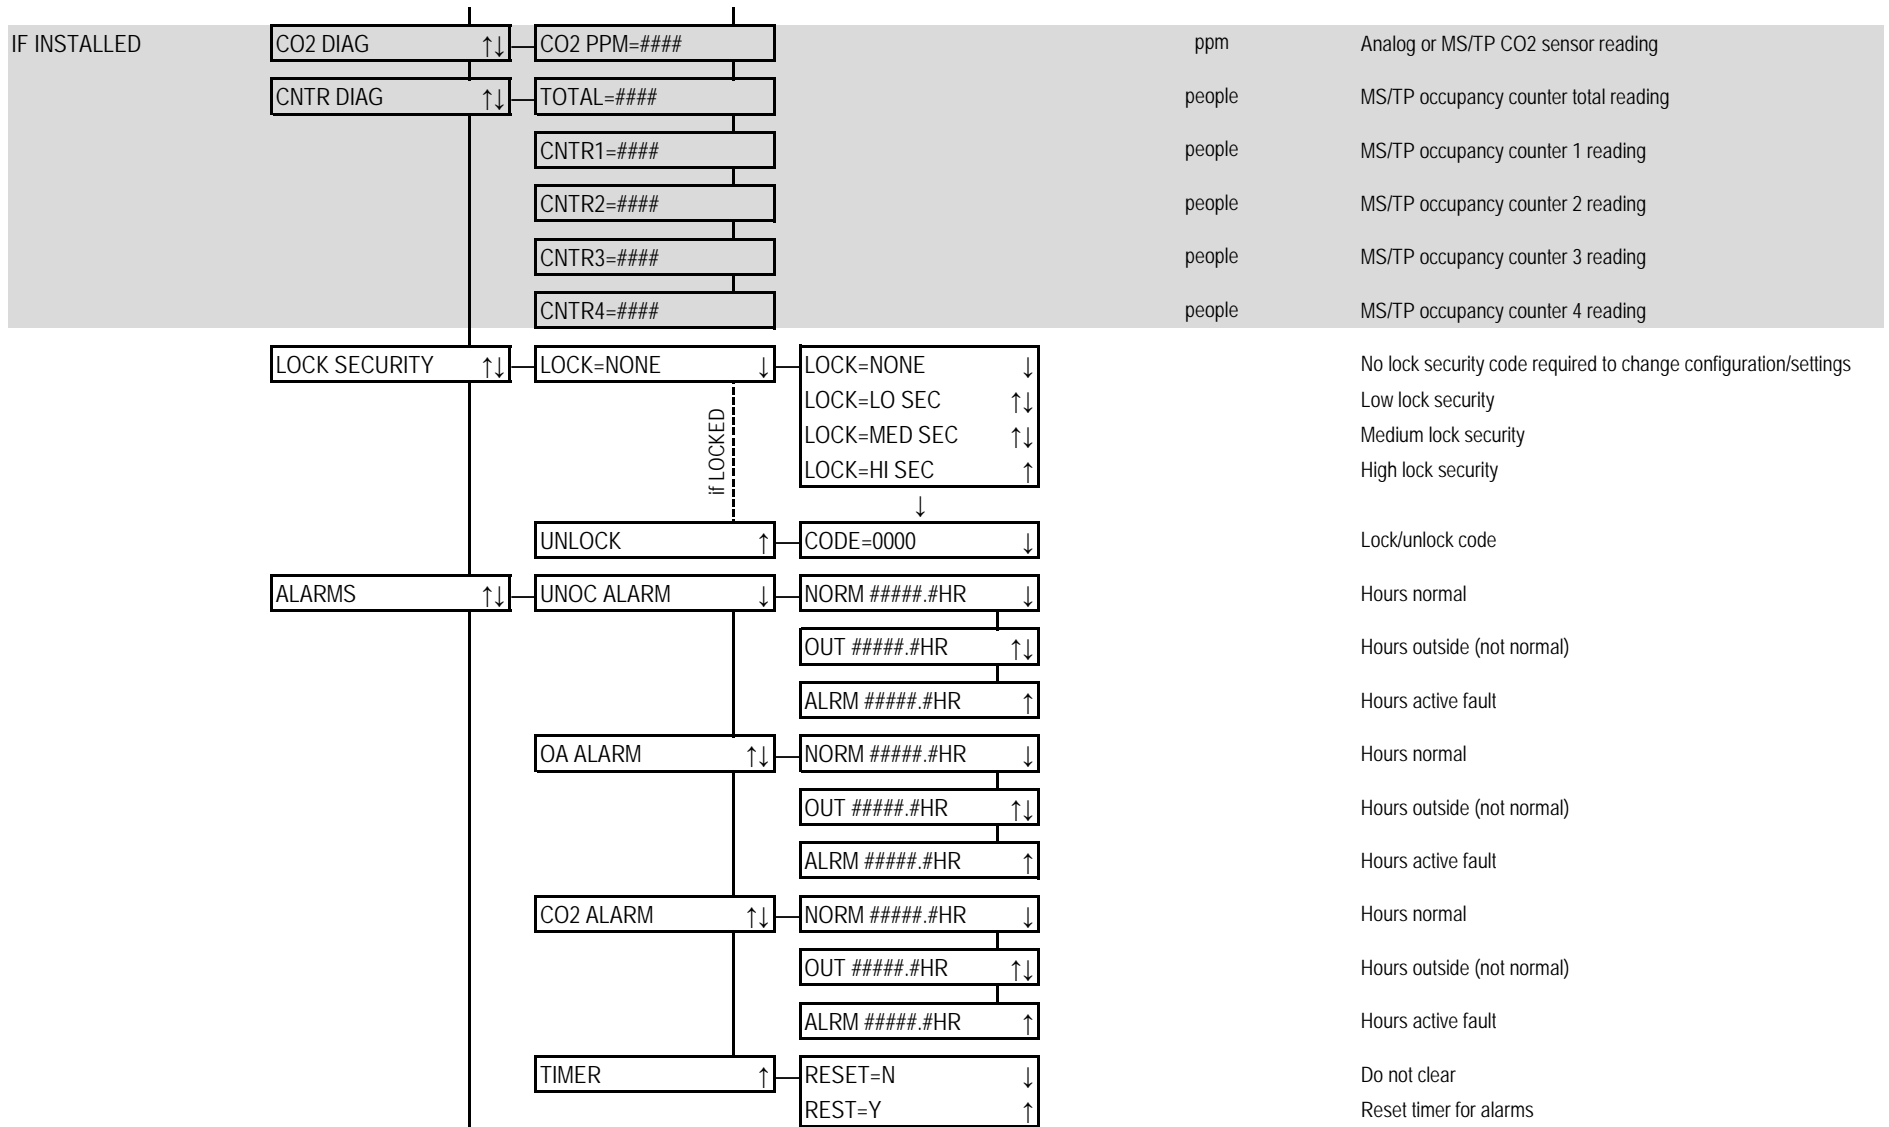 IF INSTALLED CO2 DIAG ↑↓ CO2 PPM=#### ppm Analog or MS/TP CO2 sensor reading
CNTR DIAG ↑↓ TOTAL=#### people MS/TP occupancy counter total reading
CNTR1=#### people MS/TP occupancy counter 1 reading
CNTR2=#### people MS/TP occupancy counter 2 reading
CNTR3=#### people MS/TP occupancy counter 3 reading
CNTR4=#### people MS/TP occupancy counter 4 reading
LOCK SECURITY ↑↓ LOCK=NONE ↓ LOCK=NONE ↓ No lock security code required to change configuration/settings
LOCK=LO SEC ↑↓ Low lock security
LOCK=MED SEC ↑↓ Medium lock security
LOCK=HI SEC ↑ High lock security
if LOCKED
↓
UNLOCK ↑ CODE=0000 ↓ Lock/unlock code
ALARMS ↑↓ UNOC ALARM ↓ NORM #####.#HR ↓ Hours normal
OUT #####.#HR ↑↓ Hours outside (not normal)
ALRM #####.#HR ↑ Hours active fault
OA ALARM ↑↓ NORM #####.#HR ↓ Hours normal
OUT #####.#HR ↑↓ Hours outside (not normal)
ALRM #####.#HR ↑ Hours active fault
CO2 ALARM ↑↓ NORM #####.#HR ↓ Hours normal
OUT #####.#HR ↑↓ Hours outside (not normal)
ALRM #####.#HR ↑ Hours active fault
TIMER ↑ RESET=N ↓ Do not clear
REST=Y ↑ Reset timer for alarms